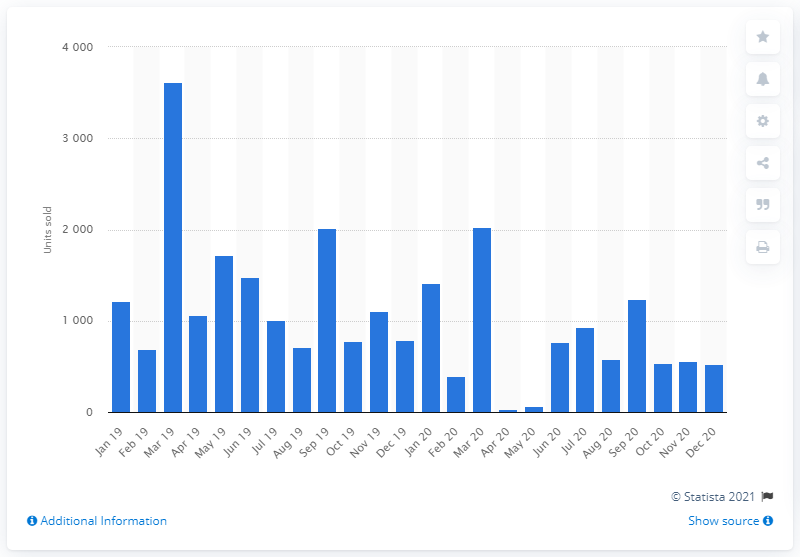 4 000
3 000
2 000
1 000
0
Units sold
Jan 19
Feb 19
Mar 19
Apr 19
May 19
Jun 19
Jul 19
Aug 19
Sep 19
Oct 19
Nov 19
Dec 19
Jan 20
Feb 20
Mar 20
Apr 20
May 20
Jun 20
Jul 20
Aug 20
Sep 20
Oct 20
Nov 20
Dec 20
© Statista 2021
Additional Information
Show source